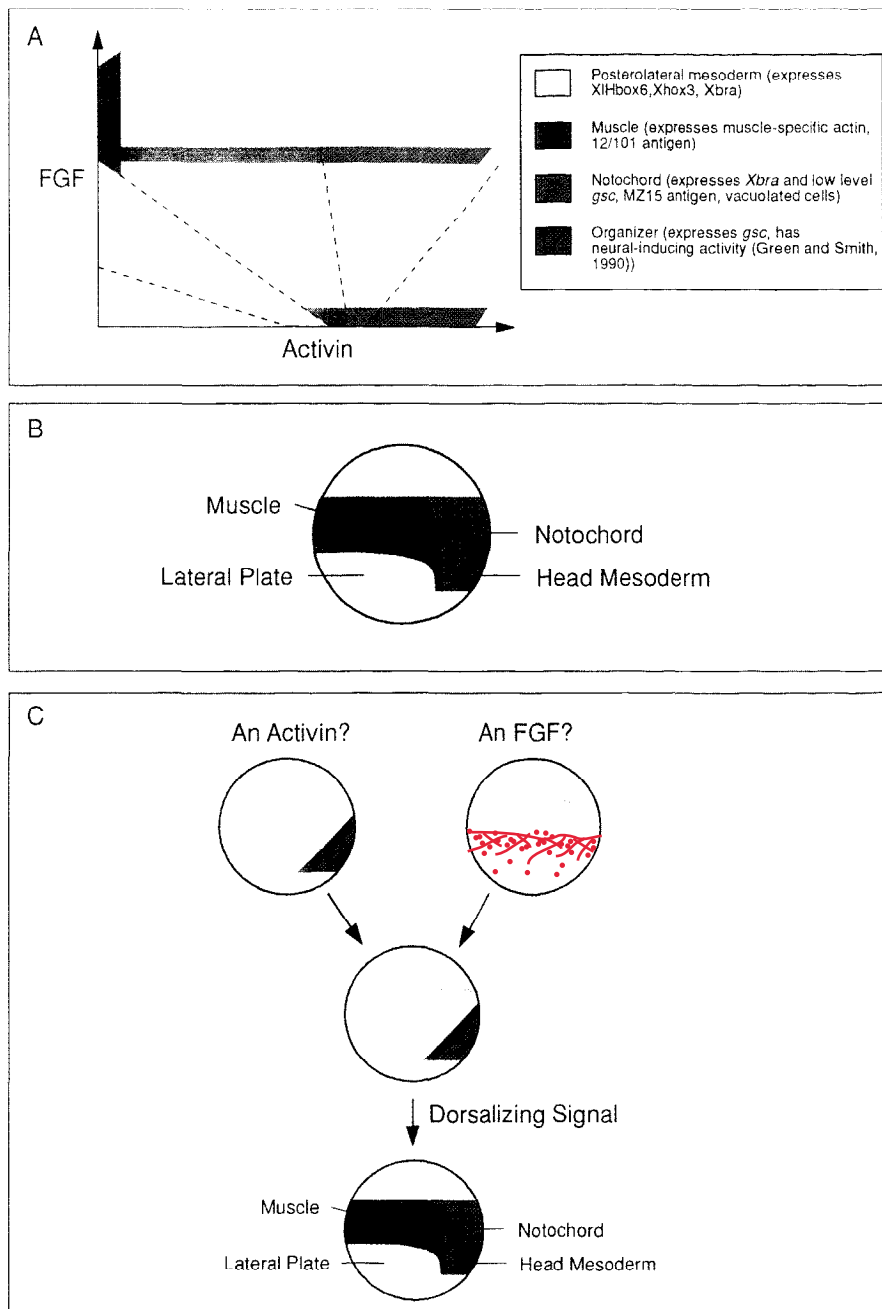 A
FGF
Activin
Posterolateral mesoderm (expresses
XlHbox6,Xhox3, Xbra)
Muscle (expresses muscle-specific actin,
12/101 antigen)
Notochord (expresses Xbra and low level
gsc, MZ15 antigen, vacuolated cells)
Organizer (expresses gsc, has
neural-inducing activity (Green and Smith,
1990))
B
Muscle
Notochord
Lateral Plate
Head Mesoderm
C
An Activin?
An FGF?
Dorsalizing Signal
Muscle
Notochord
Lateral Plate
Head Mesoderm